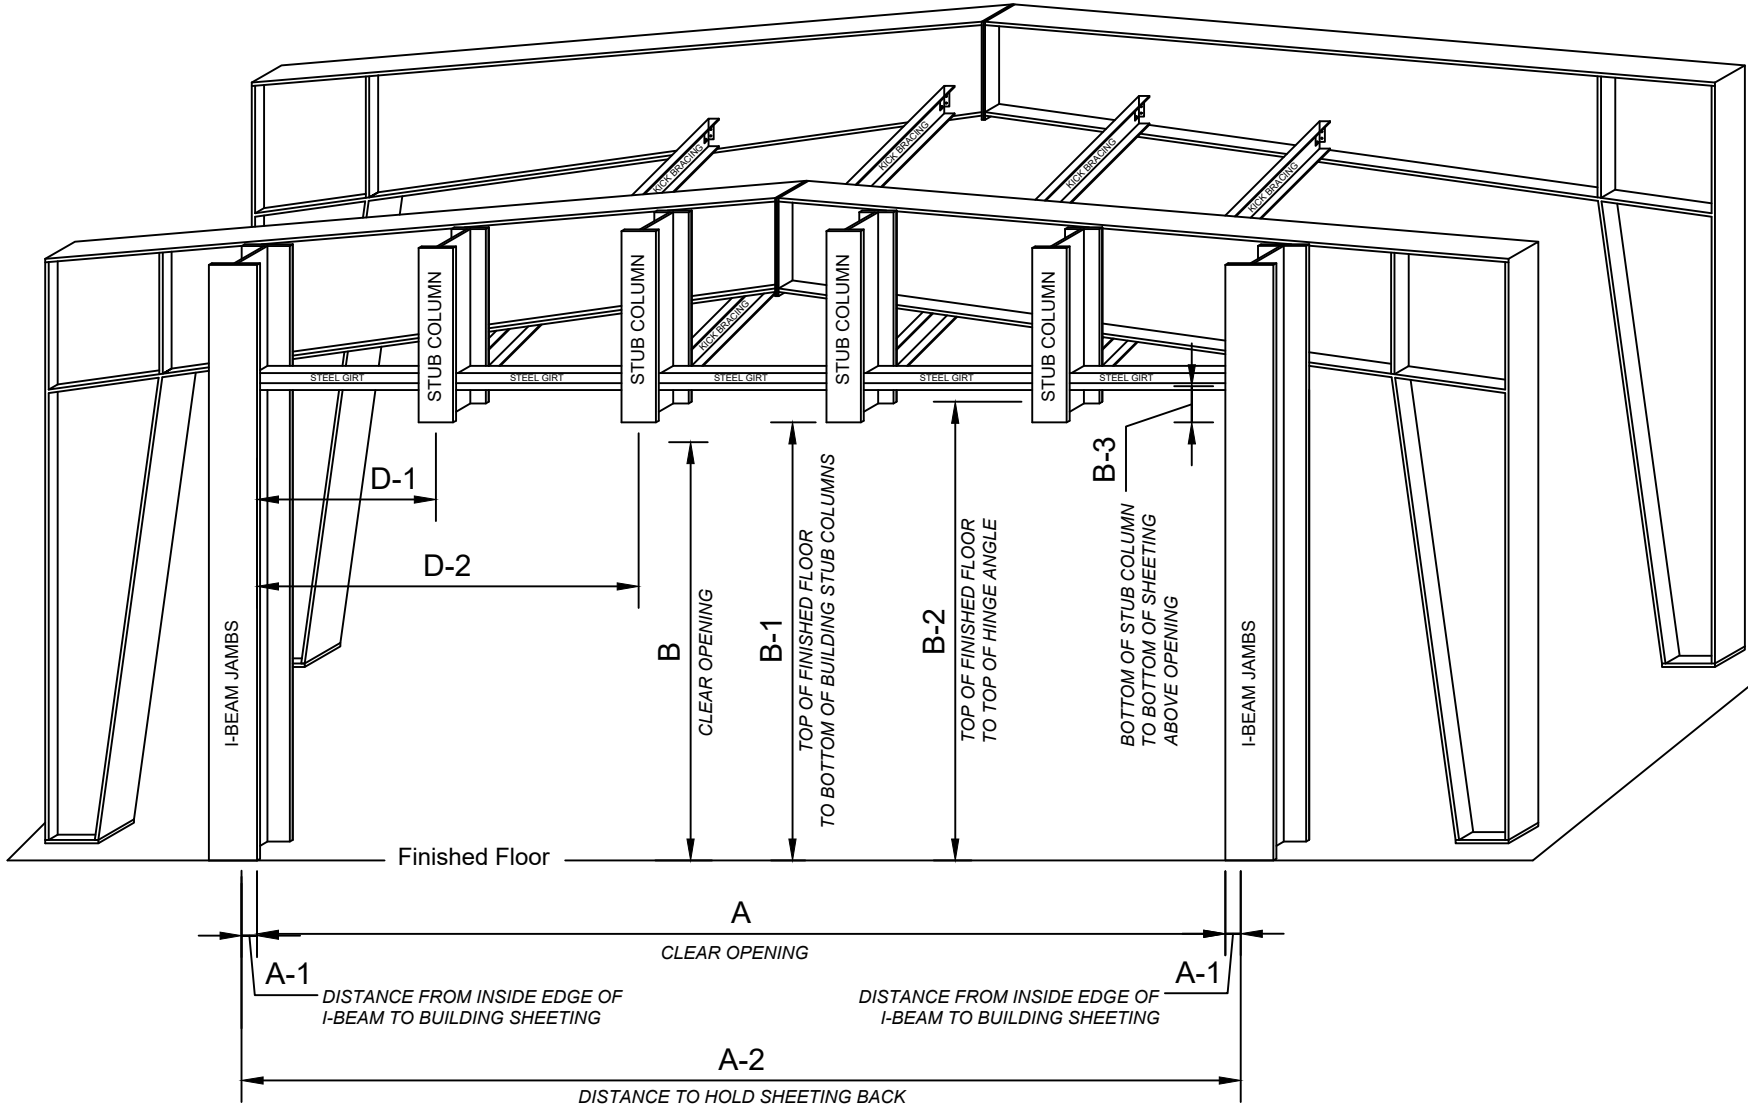 KICK BRACING
KICK BRACING
KICK BRACING
KICK BRACING
STUB COLUMN
STUB COLUMN
STUB COLUMN
STUB COLUMN
KICK BRACING
STEEL GIRT
STEEL GIRT
STEEL GIRT
STEEL GIRT
STEEL GIRT
D-1
D-2
B
CLEAR OPENING
B-1
TOP OF FINISHED FLOOR
TO BOTTOM OF BUILDING STUB COLUMNS
B-2
TOP OF FINISHED FLOOR
TO TOP OF HINGE ANGLE
B-3
BOTTOM OF STUB COLUMN
TO BOTTOM OF SHEETING
ABOVE OPENING
I-BEAM JAMBS
I-BEAM JAMBS
Finished Floor
A
CLEAR OPENING
A-1
DISTANCE FROM INSIDE EDGE OF
I-BEAM TO BUILDING SHEETING
A-1
DISTANCE FROM INSIDE EDGE OF
I-BEAM TO BUILDING SHEETING
A-2
DISTANCE TO HOLD SHEETING BACK